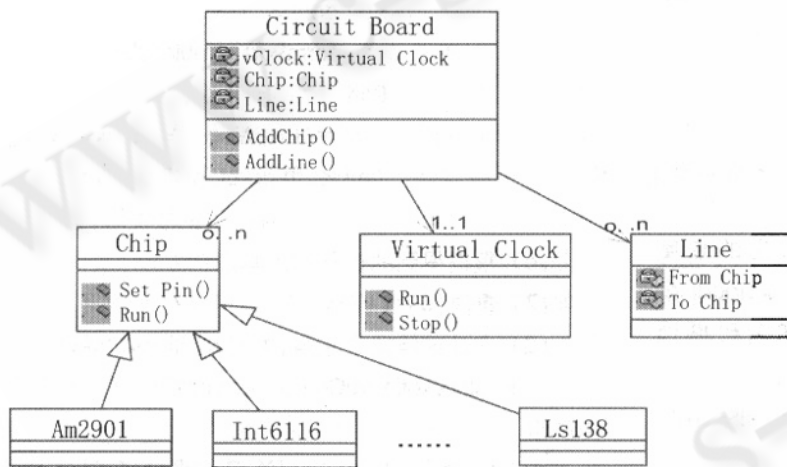 Circuit Board
vClock:Virtual Clock
Chip:Chip
Line:Line
AddChip()
AddLine()
0..n
1..1
0..n
Chip
Set Pin()
Run()
Virtual Clock
Run()
Stop()
Line
From Chip
To Chip
Am2901
Int6116
......
Ls138